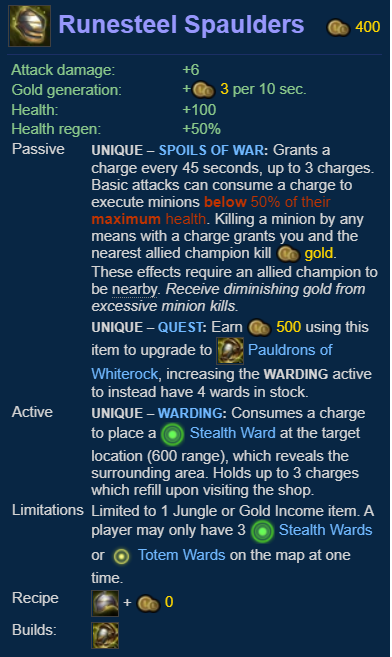 Runesteel Spaulders 400
Attack damage: +6
Gold generation: + 3 per 10 sec.
Health: +100
Health regen: +50%
Passive UNIQUE – SPOILS OF WAR: Grants a
charge every 45 seconds, up to 3 charges.
Basic attacks can consume a charge to
execute minions below 50% of their
maximum health. Killing a minion by any
means with a charge grants you and the
nearest allied champion kill gold.
These effects require an allied champion to
be nearby. Receive diminishing gold from
excessive minion kills.
UNIQUE – QUEST: Earn 500 using this
item to upgrade to Pauldrons of
Whiterock, increasing the WARDING active
to instead have 4 wards in stock.
Active UNIQUE – WARDING: Consumes a charge
to place a Stealth Ward at the target
location (600 range), which reveals the
surrounding area. Holds up to 3 charges
which refill upon visiting the shop.
Limitations Limited to 1 Jungle or Gold Income item. A
player may only have 3 Stealth Wards
or Totem Wards on the map at one
time.
Recipe + 0
Builds: